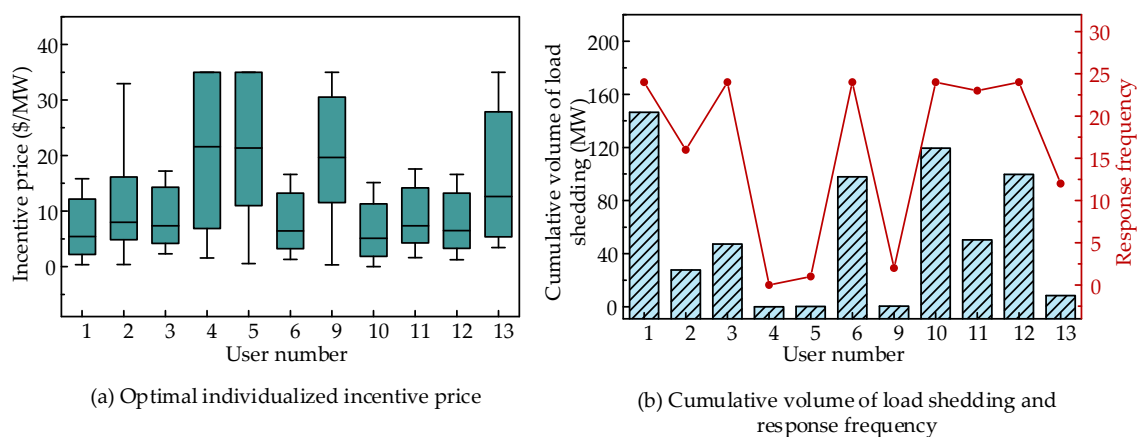 Incentive price ($/MW)
40
30
20
10
0
1 2 3 4 5 6 9 10 11 12 13
User number
(a) Optimal individualized incentive price
Cumulative volume of load
shedding (MW)
200
160
120
80
40
0
1 2 3 4 5 6 9 10 11 12 13
User number
30
25
20
15
10
5
0
Response frequency
(b) Cumulative volume of load shedding and
response frequency